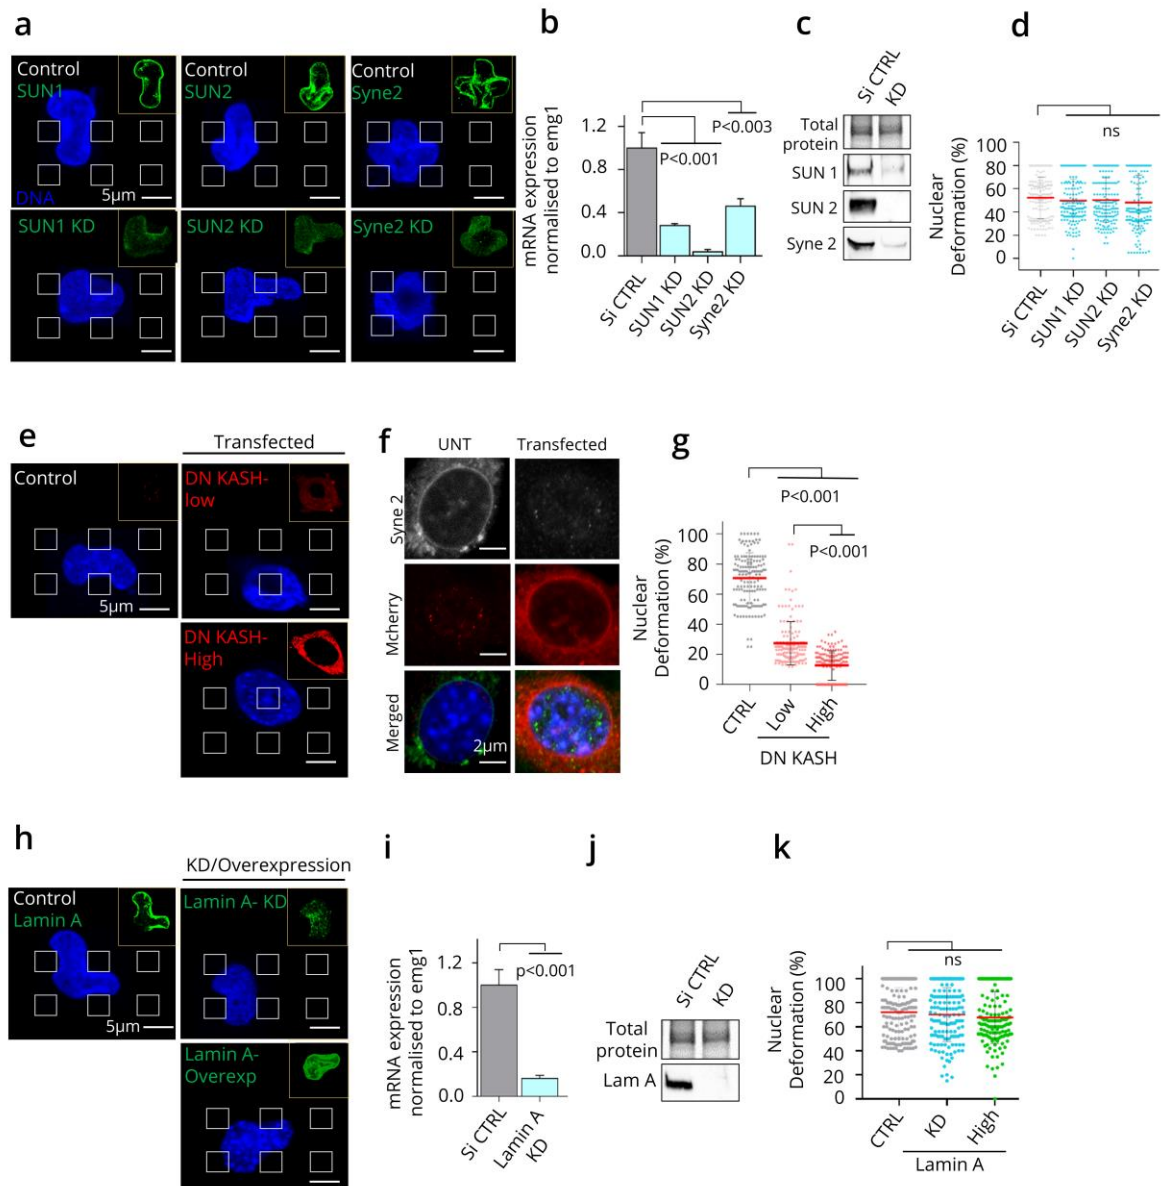 a
Control
SUN1
DNA
5µm
Control
SUN2
Control
Syne2
SUN1 KD
SUN2 KD
Syne2 KD
b
mRNA expression
normalised to emg1
1.2
0.8
0.4
0.0
P<0.003
P<0.001
Si CTRL
SUN1 KD
SUN2 KD
Syne2 KD
c
Si CTRL
KD
Total
protein
SUN 1
SUN 2
Syne 2
d
Nuclear
Deformation (%)
100
80
60
40
20
0
ns
Si CTRL
SUN1 KD
SUN2 KD
Syne2 KD
e
Transfected
Control
5µm
DN KASH-
low
DN KASH-
High
f
UNT
Transfected
Syne 2
Mcherry
Merged
2µm
g
Nuclear
Deformation (%)
P<0.001
P<0.001
100
80
60
40
20
0
CTRL
Low
High
DN KASH
h
KD/Overexpression
Control
Lamin A
5µm
Lamin A- KD
Lamin A-
Overexp
i
mRNA expression
normalised to emg1
p<0.001
1.2
0.8
0.4
0.0
Si CTRL
Lamin A
KD
j
Si CTRL
KD
Total
protein
Lam A
k
Nuclear
Deformation (%)
ns
100
80
60
40
20
0
CTRL
KD
High
Lamin A